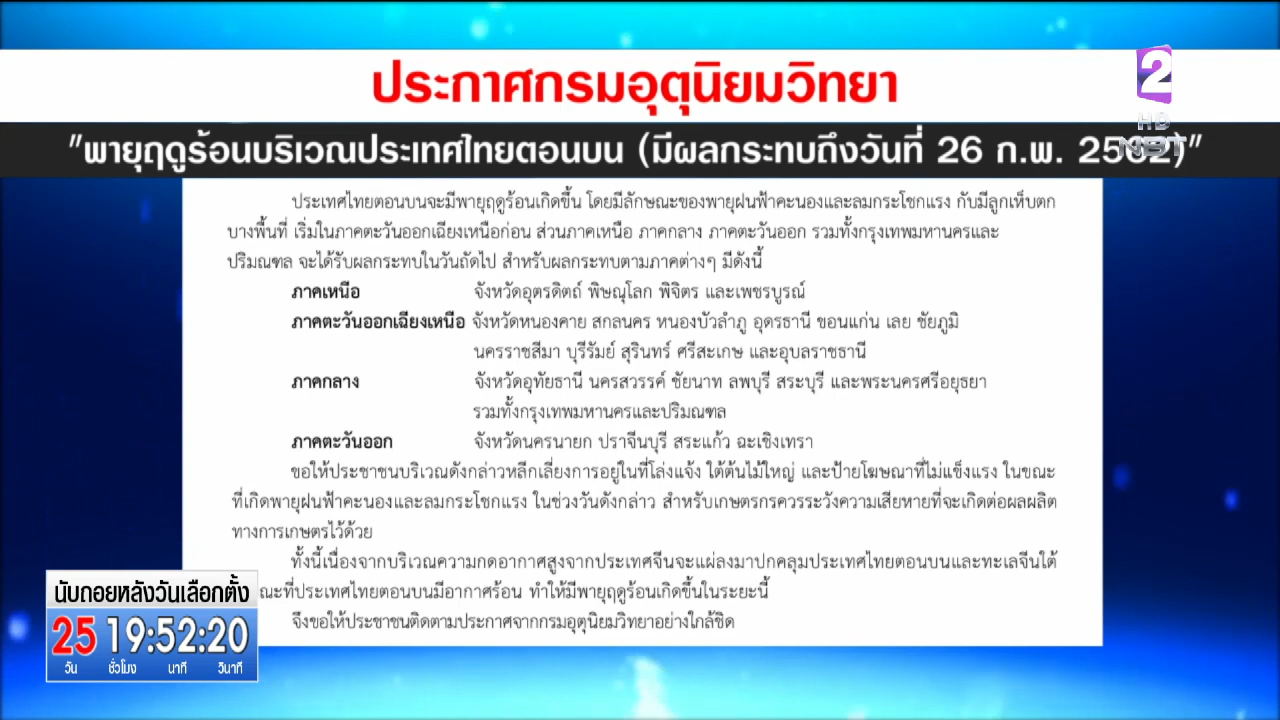 ประกาศกรมอุตุนิยมวิทยา
2
HD
NBT
"พายุฤดูร้อนบริเวณประเทศไทยตอนบน (มีผลกระทบถึงวันที่ 26 ก.พ. 2562)"
ประเทศไทยตอนบนจะมีพายุฤดูร้อนเกิดขึ้น โดยมีลักษณะของพายุฝนฟ้าคะนองและลมกระโชกแรง กับมีลูกเห็บตก
บางพื้นที่ เริ่มในภาคตะวันออกเฉียงเหนือก่อน ส่วนภาคเหนือ ภาคกลาง ภาคตะวันออก รวมทั้งกรุงเทพมหานครและ
ปริมณฑล จะได้รับผลกระทบในวันถัดไป สำหรับผลกระทบตามภาคต่างๆ มีดังนี้
ภาคเหนือ จังหวัดอุตรดิตถ์ พิษณุโลก พิจิตร และเพชรบูรณ์
ภาคตะวันออกเฉียงเหนือ จังหวัดหนองคาย สกลนคร หนองบัวลำภู อุดรธานี ขอนแก่น เลย ชัยภูมิ
นครราชสีมา บุรีรัมย์ สุรินทร์ ศรีสะเกษ และอุบลราชธานี
ภาคกลาง จังหวัดอุทัยธานี นครสวรรค์ ชัยนาท ลพบุรี สระบุรี และพระนครศรีอยุธยา
รวมทั้งกรุงเทพมหานครและปริมณฑล
ภาคตะวันออก จังหวัดนครนายก ปราจีนบุรี สระแก้ว ฉะเชิงเทรา
ขอให้ประชาชนบริเวณดังกล่าวหลีกเลี่ยงการอยู่ในที่โล่งแจ้ง ใต้ต้นไม้ใหญ่ และป้ายโฆษณาที่ไม่แข็งแรง ในขณะ
ที่เกิดพายุฝนฟ้าคะนองและลมกระโชกแรง ในช่วงวันดังกล่าว สำหรับเกษตรกรควรระวังความเสียหายที่จะเกิดต่อผลผลิต
ทางการเกษตรไว้ด้วย
ทั้งนี้เนื่องจากบริเวณความกดอากาศสูงจากประเทศจีนจะแผ่ลงมาปกคลุมประเทศไทยตอนบนและทะเลจีนใต้
ณะที่ประเทศไทยตอนบนมีอากาศร้อน ทำให้มีพายุฤดูร้อนเกิดขึ้นในระยะนี้
จึงขอให้ประชาชนติดตามประกาศจากกรมอุตุนิยมวิทยาอย่างใกล้ชิด
นับถอยหลังวันเลือกตั้ง
25 19:52:20
วัน ชั่วโมง นาที วินาที